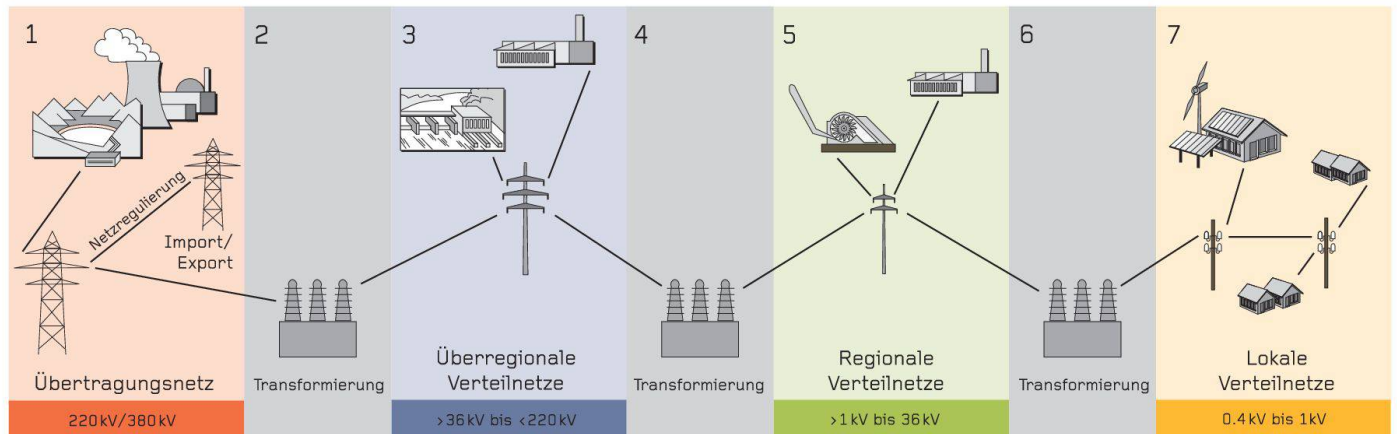 1
Netzregulierung
Import/
Export
Übertragungsnetz
220kV/380kV
2
Transformierung
3
Überregionale
Verteilnetze
>36kV bis <220kV
4
Transformierung
5
Regionale
Verteilnetze
>1kV bis 36kV
6
Transformierung
7
Lokale
Verteilnetze
0.4kV bis 1kV